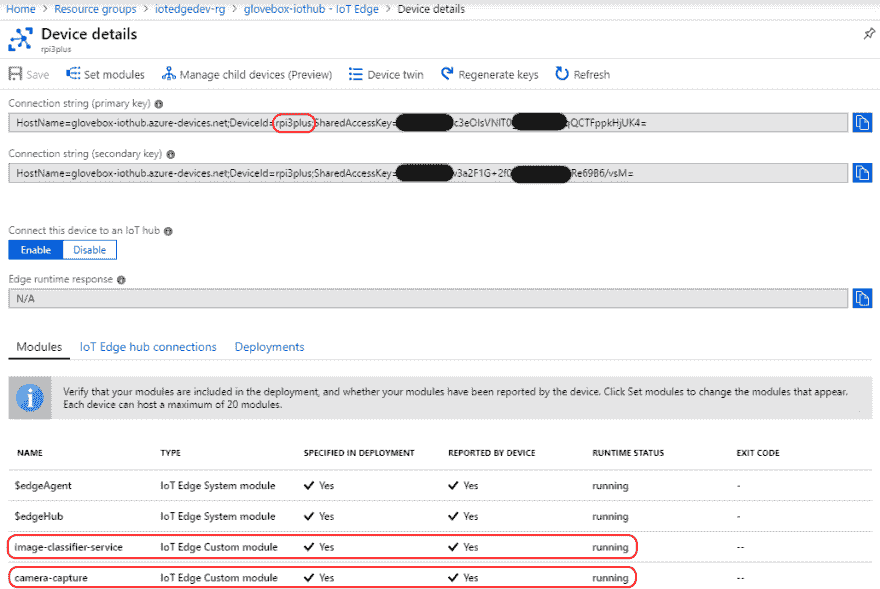 Home > Resource groups > iotedgedev-rg > glovebox-iothub - IoT Edge > Device details
Device details
rpi3plus
Save Set modules Manage child devices (Preview) Device twin Regenerate keys Refresh
Connection string (primary key)
HostName=glovebox-iothub.azure-devices.net;DeviceId=rpi3plus;SharedAccessKey= c3eOIsVNIT0 QCTFppkHjUK4=
Connection string (secondary key)
HostName=glovebox-iothub.azure-devices.net;DeviceId=rpi3plus;SharedAccessKey= 3a2F1G+2f0 Re69B6/vsM=
Connect this device to an IoT hub
Enable Disable
Edge runtime response
N/A
Modules IoT Edge hub connections Deployments
Verify that your modules are included in the deployment, and whether your modules have been reported by the device. Click Set modules to change the modules that appear.
Each device can host a maximum of 20 modules.
NAME TYPE SPECIFIED IN DEPLOYMENT REPORTED BY DEVICE RUNTIME STATUS EXIT CODE
$edgeAgent IoT Edge System module ✓ Yes ✓ Yes running -
$edgeHub IoT Edge System module ✓ Yes ✓ Yes running -
image-classifier-service IoT Edge Custom module ✓ Yes ✓ Yes running --
camera-capture IoT Edge Custom module ✓ Yes ✓ Yes running --